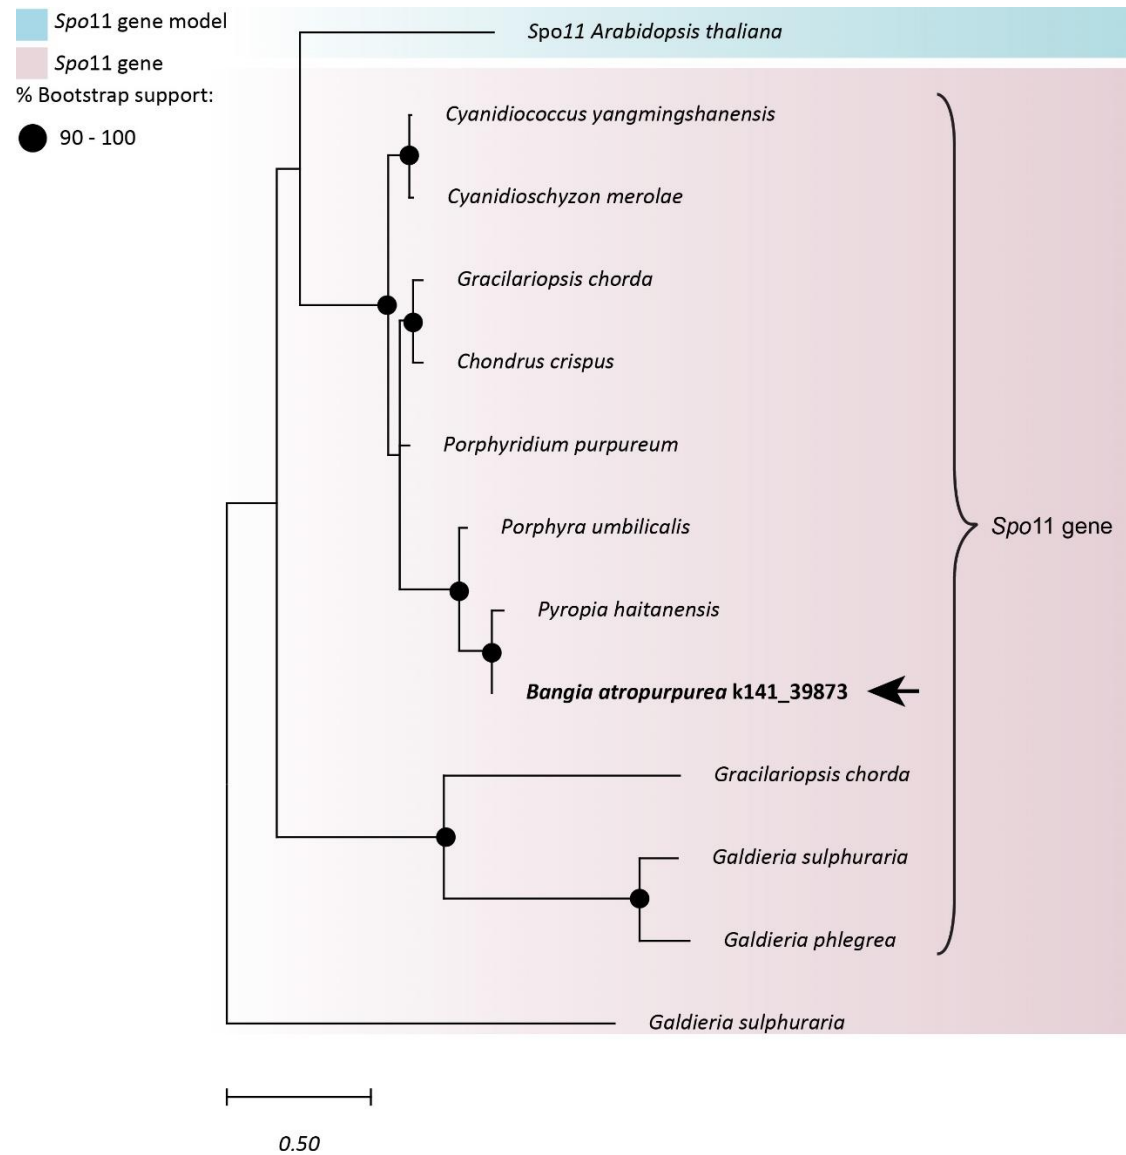 Spo11 gene model
Spo11 gene
% Bootstrap support:
90 - 100
Spo11 Arabidopsis thaliana
Cyanidiococcus yangmingshanensis
Cyanidioschyzon merolae
Gracilariopsis chorda
Chondrus crispus
Porphyridium purpureum
Porphyra umbilicalis
Spo11 gene
Pyropia haitanensis
Bangia atropurpurea k141_39873
Gracilariopsis chorda
Galdieria sulphuraria
Galdieria phlegrea
Galdieria sulphuraria
0.50